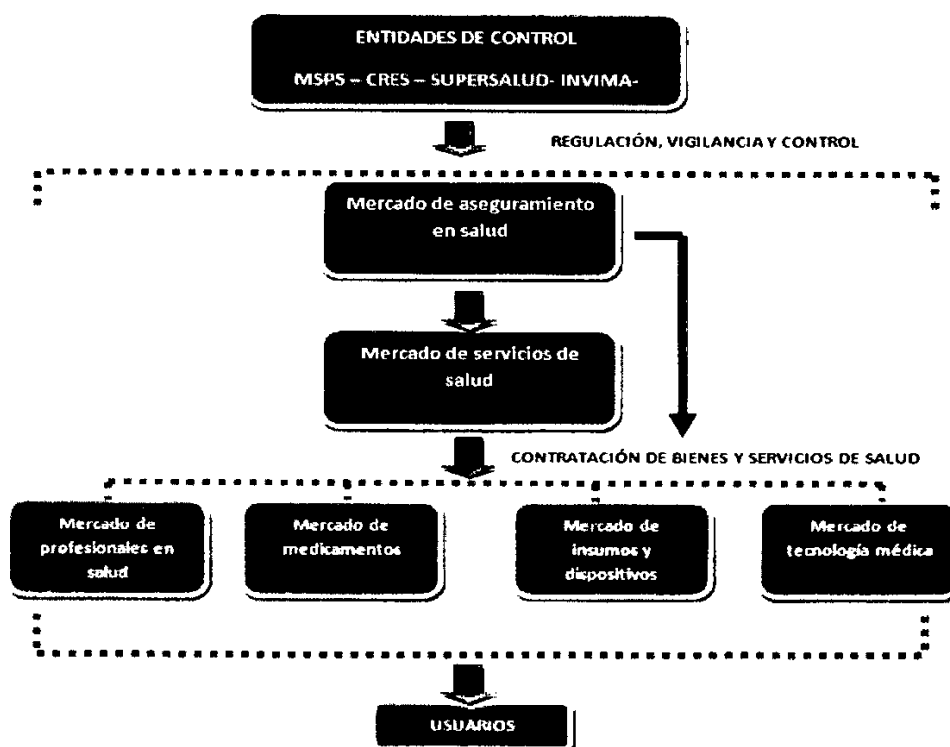 ENTIDADES DE CONTROL
MSPS – CRES – SUPERSALUD- INVIMA-
REGULACIÓN, VIGILANCIA Y CONTROL
Mercado de aseguramiento
en salud
Mercado de servicios de
salud
CONTRATACIÓN DE BIENES Y SERVICIOS DE SALUD
Mercado de
profesionales en
salud
Mercado de
medicamentos
Mercado de
insumos y
dispositivos
Mercado de
tecnología médica
USUARIOS